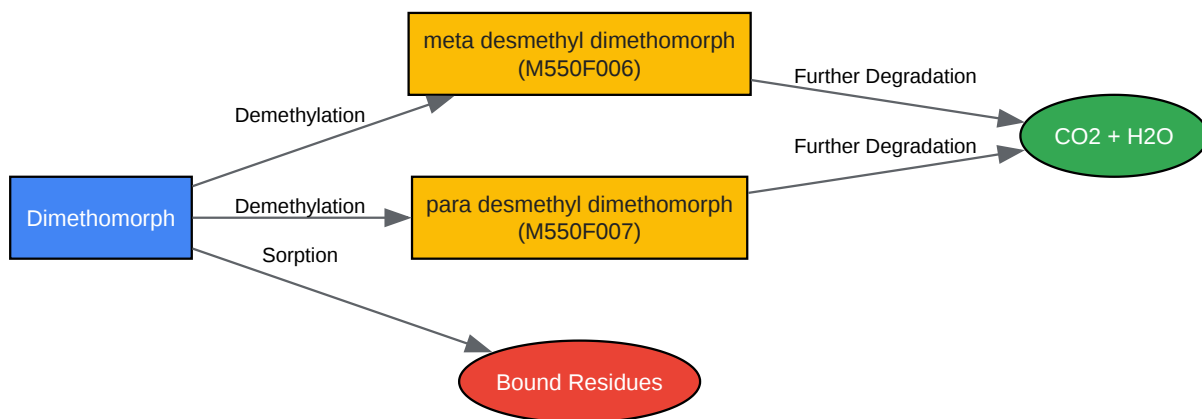 meta desmethyl dimethomorph
(M550F006)
Further Degradation
Demethylation
CO2 + H2O
Further Degradation
Dimethomorph
Demethylation
para desmethyl dimethomorph
(M550F007)
Sorption
Bound Residues